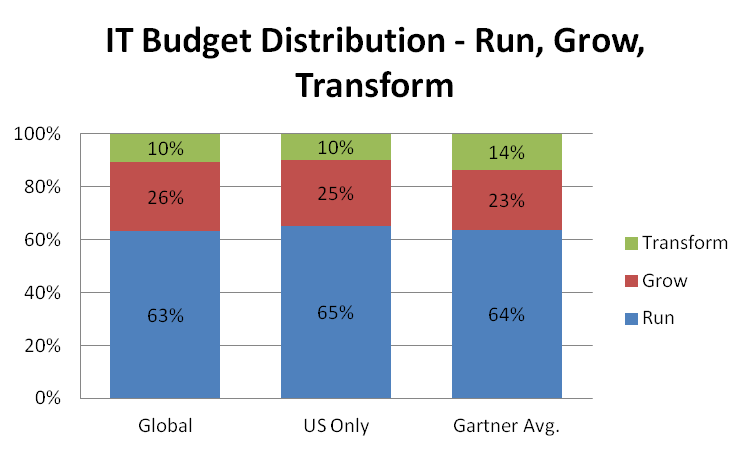 IT Budget Distribution - Run, Grow,
Transform
100%
80%
60%
40%
20%
0%
10%
10%
14%
26%
25%
23%
63%
65%
64%
Global
US Only
Gartner Avg.
Transform
Grow
Run